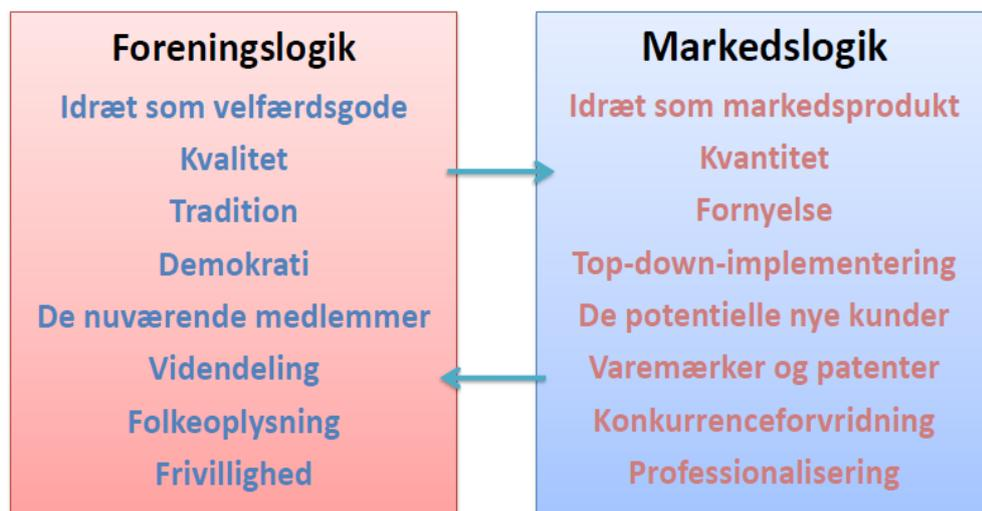 Foreningslogik
Idræt som velfærdsgode
Kvalitet
Tradition
Demokrati
De nuværende medlemmer
Videndeling
Folkeoplysning
Frivillighed
Markedslogik
Idræt som markedsprodukt
Kvantitet
Fornyelse
Top-down-implementering
De potentielle nye kunder
Varemærker og patenter
Konkurrenceforvridning
Professionalisering